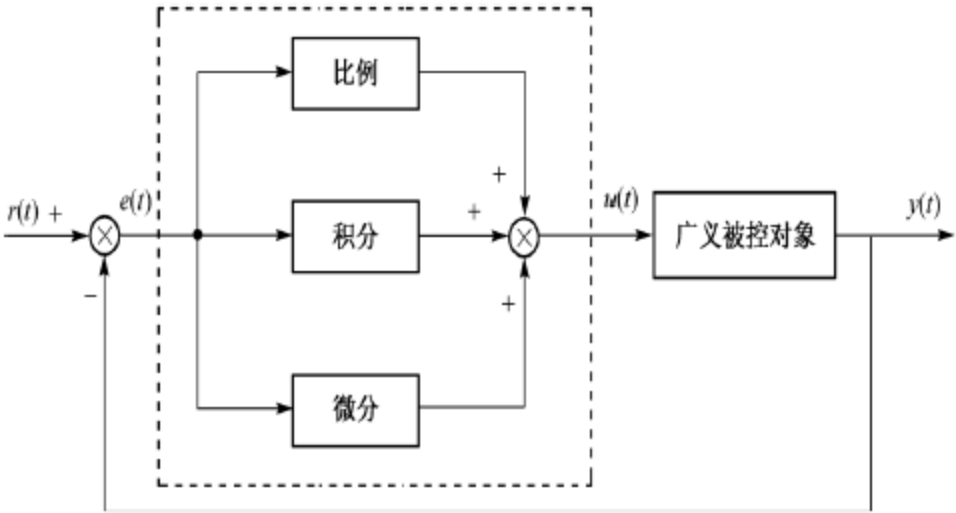 比例
r(t) +
e(t)
+
+
积分
u(t)
广义被控对象
y(t)
−
+
微分